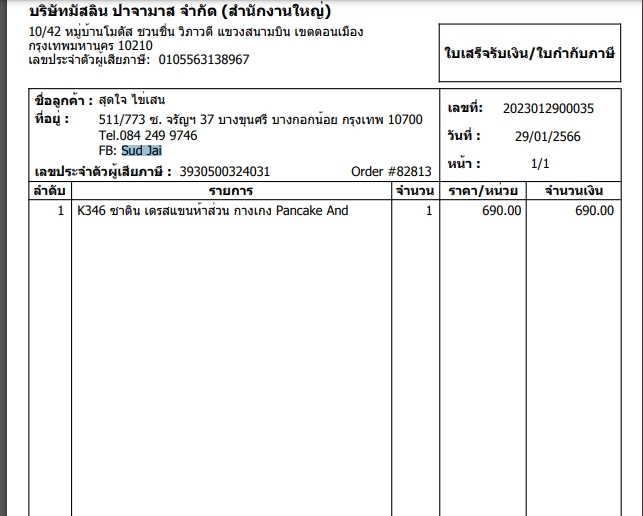 บริษัทมัสลิน ปาจามาส จำกัด (สำนักงานใหญ่)
10/42 หมู่บ้านโมดัส ชวนชื่น วิภาวดี แขวงสนามบิน เขตดอนเมือง
กรุงเทพมหานคร 10210
เลขประจำตัวผู้เสียภาษี: 0105563138967
ใบเสร็จรับเงิน/ใบกำกับภาษี
ชื่อลูกค้า : สุดใจ ไข่เสน
ที่อยู่ : 511/773 ซ. จรัญฯ 37 บางขุนศรี บางกอกน้อย กรุงเทพ 10700
Tel.084 249 9746
FB: Sud Jai
เลขประจำตัวผู้เสียภาษี : 3930500324031 Order #82813
เลขที่: 2023012900035
วันที่ : 29/01/2566
หน้า : 1/1
ลำดับ รายการ จำนวน ราคา/หน่วย จำนวนเงิน
1 K346 ซาติน เดรสแขนห้าส่วน กางเกง Pancake And 1 690.00 690.00